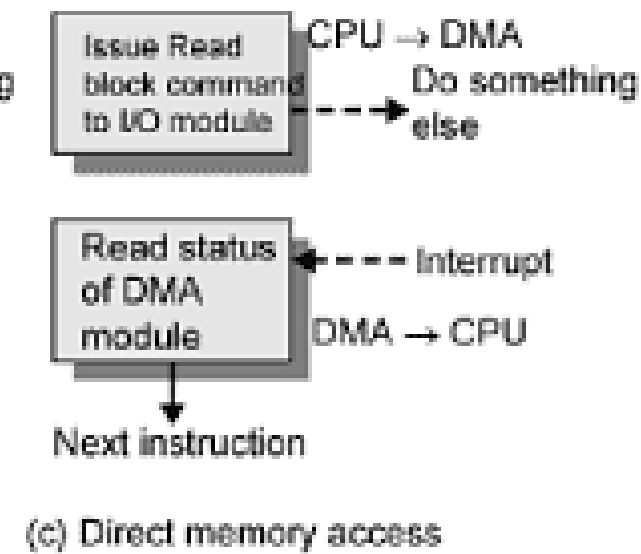 Issue Read
block command
to I/O module
CPU → DMA
Do something
else
Read status
of DMA
module
Interrupt
DMA → CPU
Next instruction
(c) Direct memory access